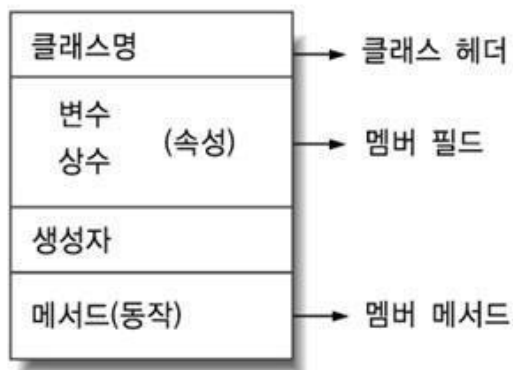 클래스명 클래스 헤더
변수
상수 (속성) 멤버 필드
생성자
메서드(동작) 멤버 메서드